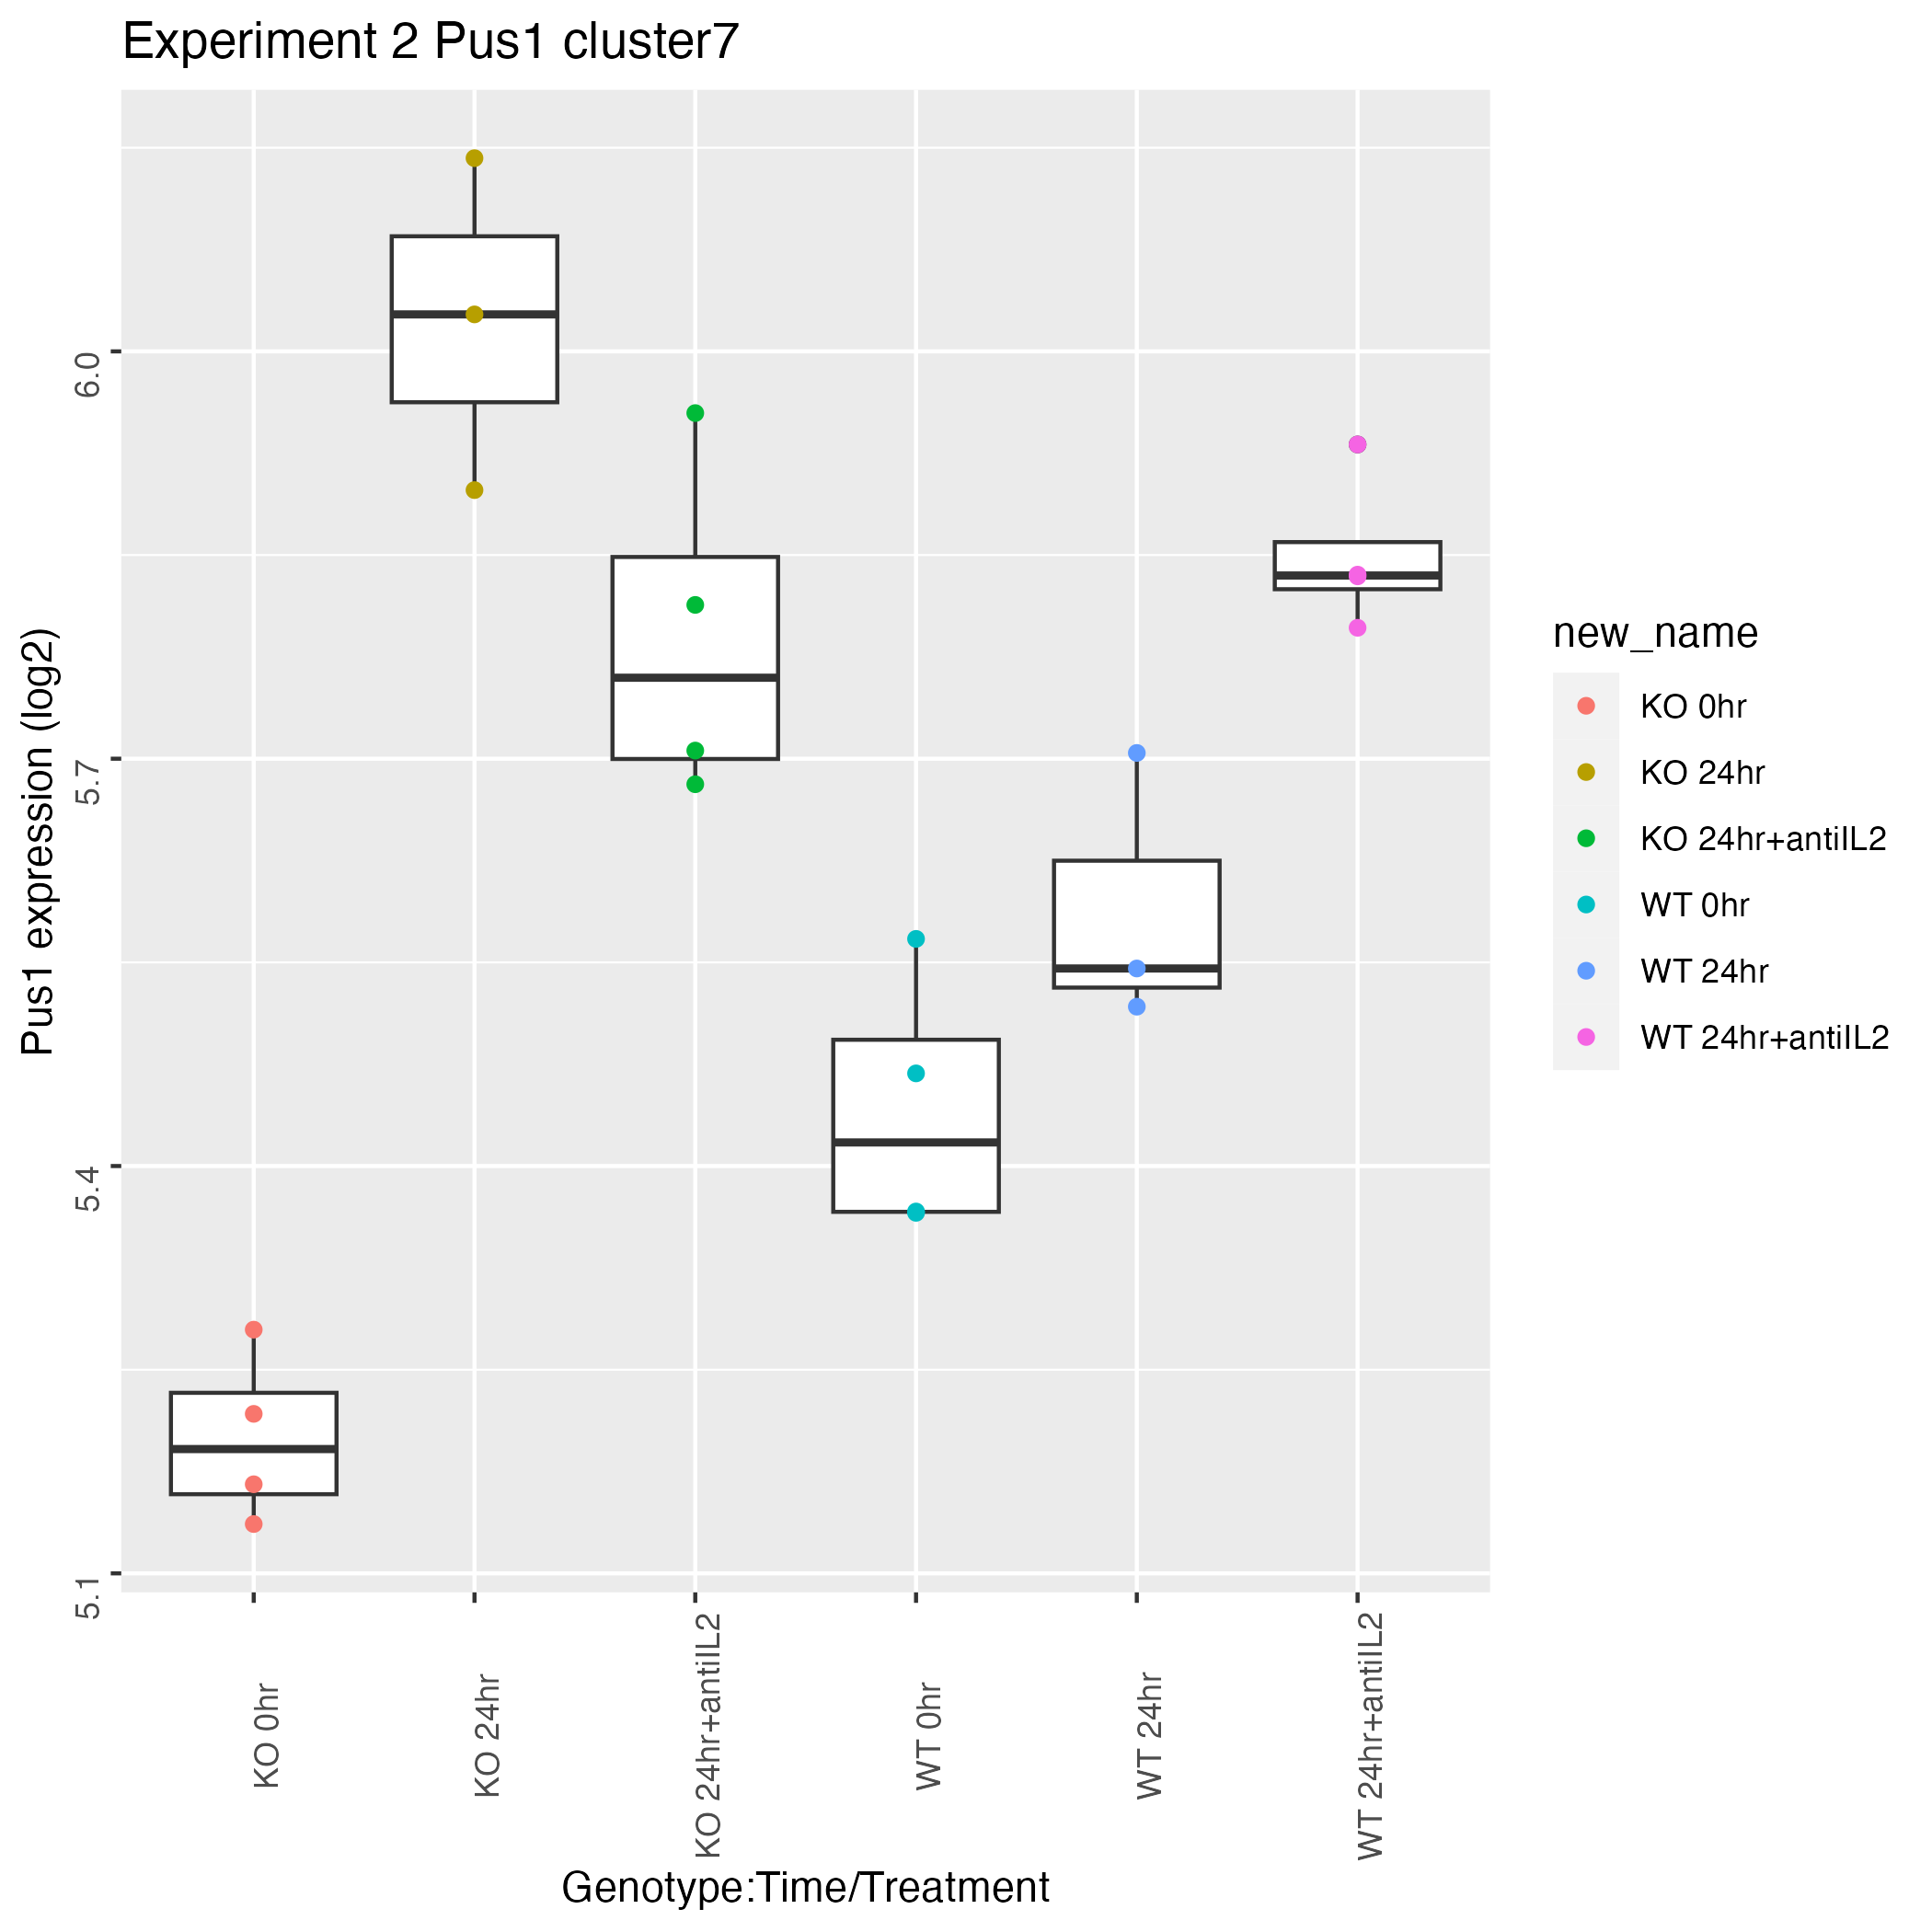 Experiment 2 Pus1 cluster7
Pus1 expression (log2)
6.0
5.7
5.4
5.1
KO 0hr
KO 24hr
KO 24hr+antiIL2
WT 0hr
WT 24hr
WT 24hr+antiIL2
Genotype:Time/Treatment
new_name
KO 0hr
KO 24hr
KO 24hr+antiIL2
WT 0hr
WT 24hr
WT 24hr+antiIL2